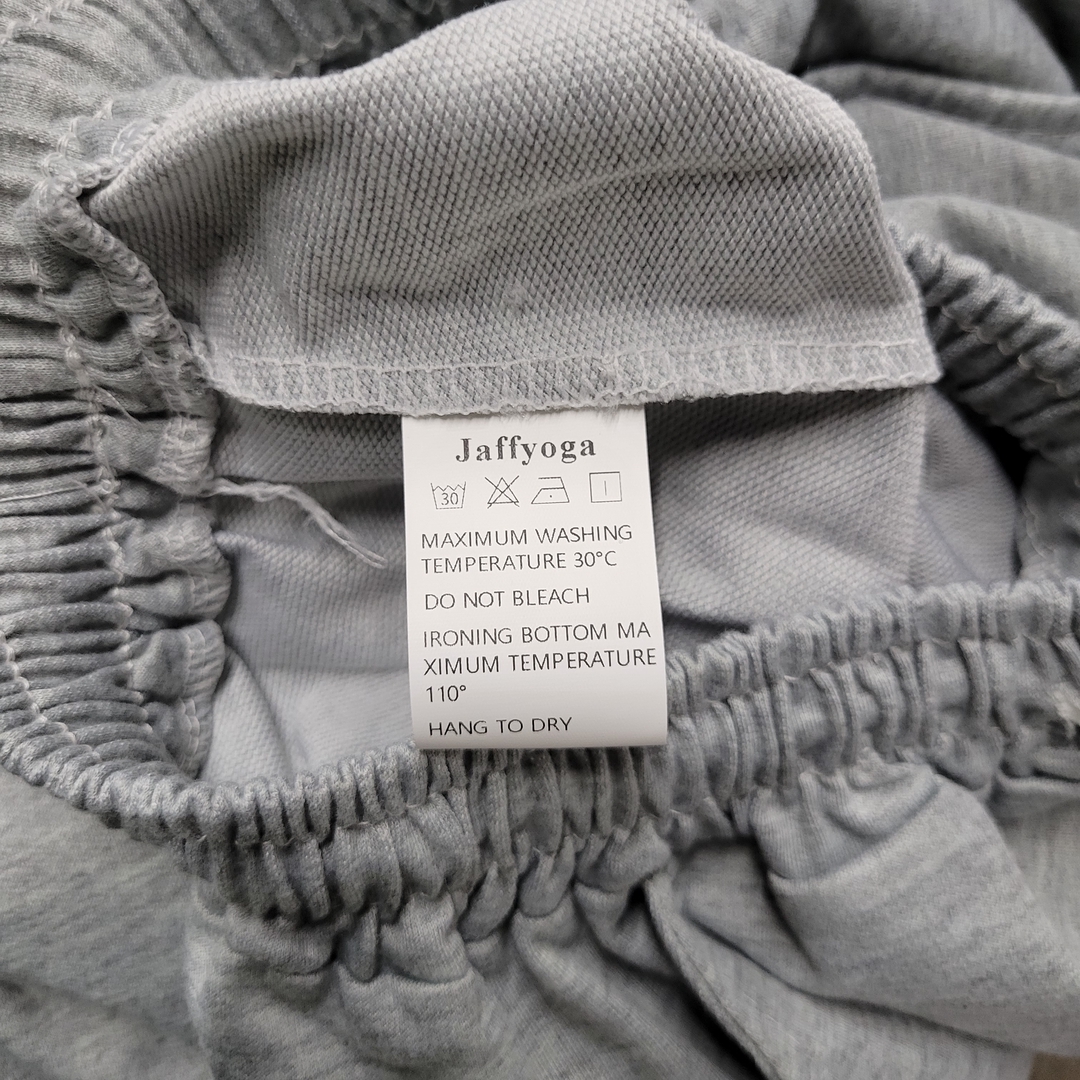 Jaffyoga
30
MAXIMUM WASHING
TEMPERATURE 30°C
DO NOT BLEACH
IRONING BOTTOM MA
XIMUM TEMPERATURE
110°
HANG TO DRY